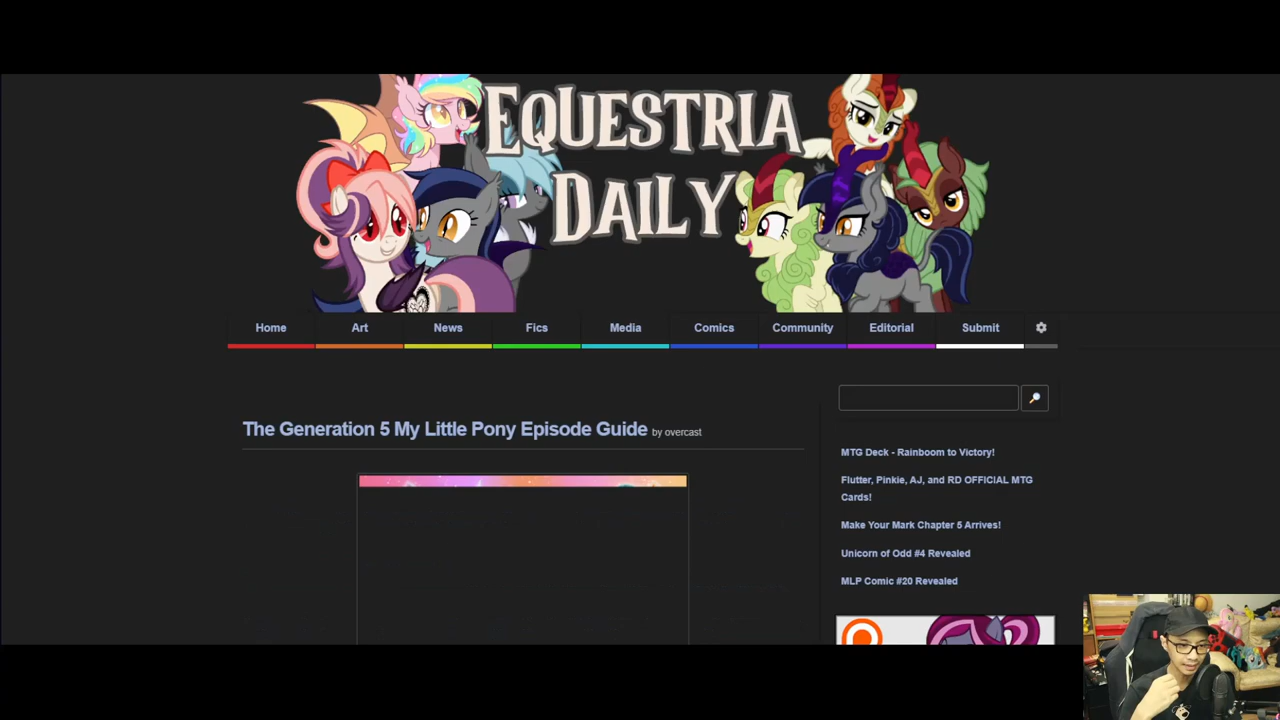 EQUESTRIA
DAILY
Home Art News Fics Media Comics Community Editorial Submit
The Generation 5 My Little Pony Episode Guide by overcast
MTG Deck - Rainboom to Victory!
Flutter, Pinkie, AJ, and RD OFFICIAL MTG
Cards!
Make Your Mark Chapter 5 Arrives!
Unicorn of Odd #4 Revealed
MLP Comic #20 Revealed